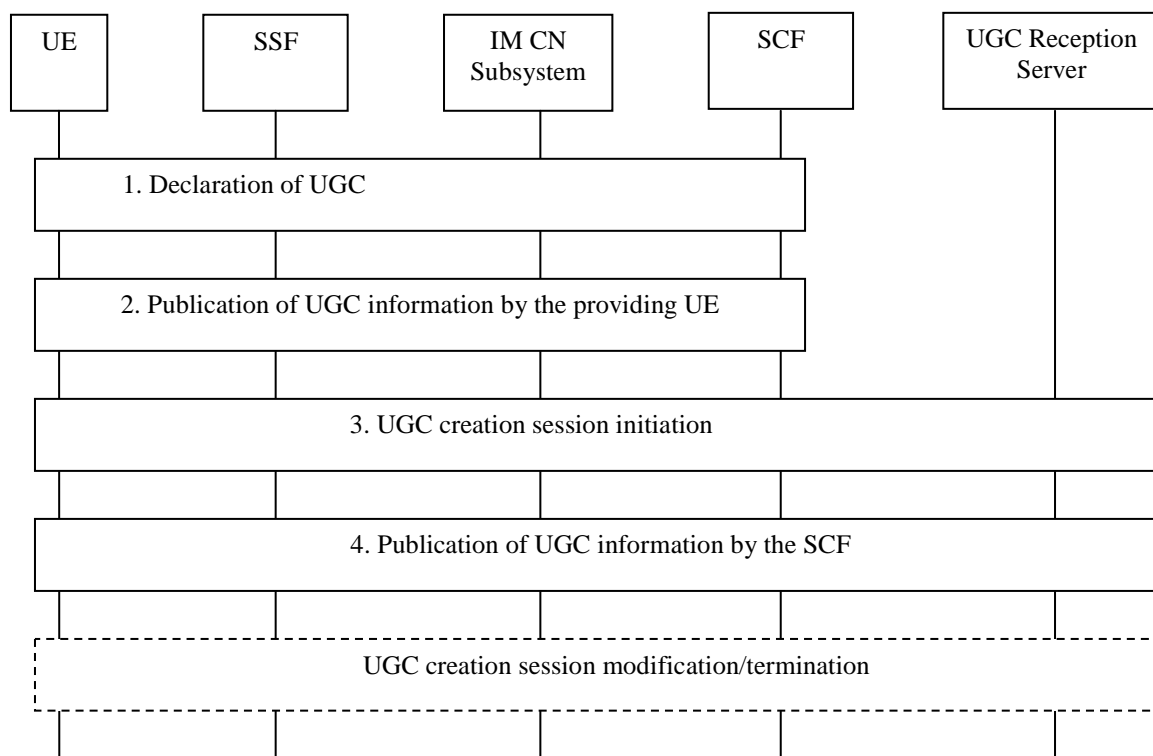 UE
SSF
IM CN
Subsystem
SCF
UGC Reception
Server
1. Declaration of UGC
2. Publication of UGC information by the providing UE
3. UGC creation session initiation
4. Publication of UGC information by the SCF
UGC creation session modification/termination